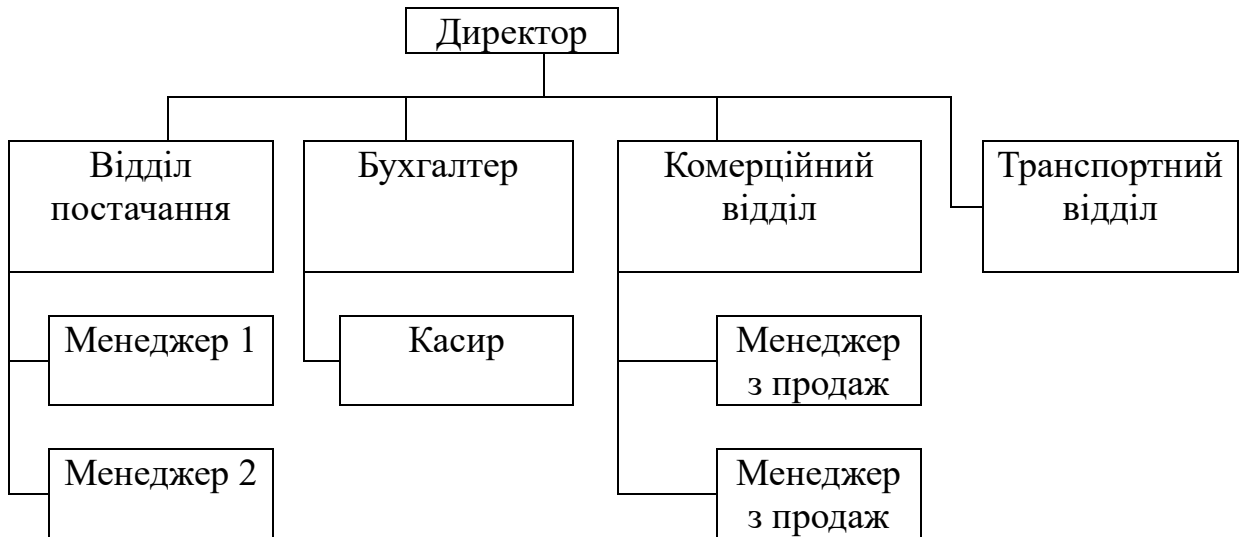 Директор
Відділ
постачання
Бухгалтер
Комерційний
відділ
Транспортний
відділ
Менеджер 1
Касир
Менеджер
з продаж
Менеджер 2
Менеджер
з продаж